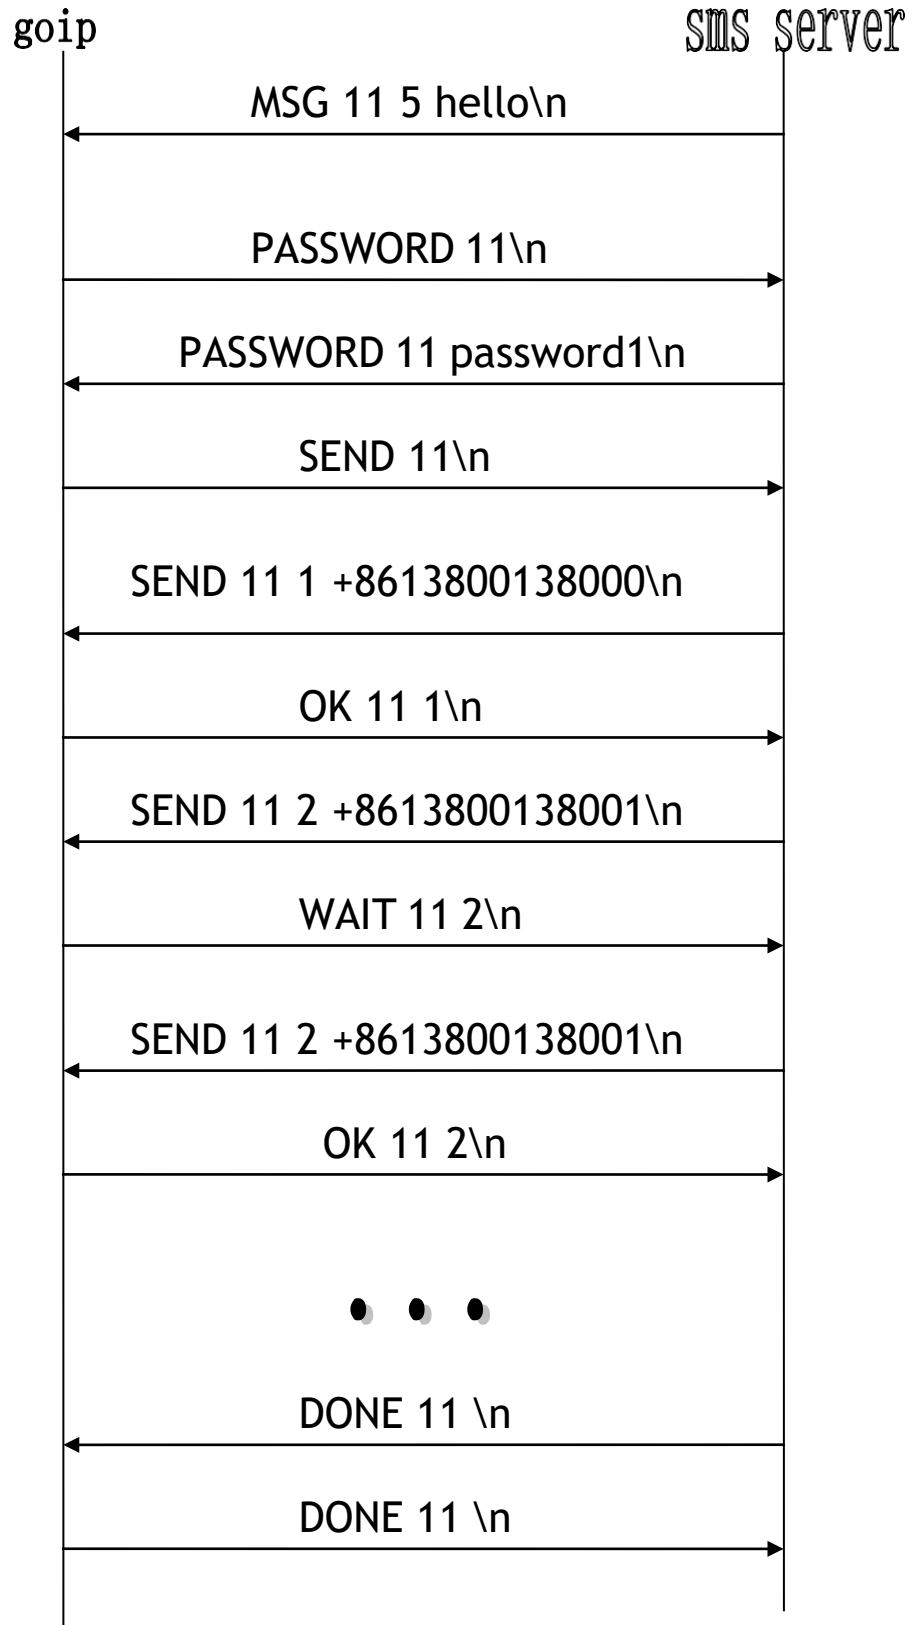 goip sms server
MSG 11 5 hello\n
PASSWORD 11\n
PASSWORD 11 password1\n
SEND 11\n
SEND 11 1 +8613800138000\n
OK 11 1\n
SEND 11 2 +8613800138001\n
WAIT 11 2\n
SEND 11 2 +8613800138001\n
OK 11 2\n
• • •
DONE 11 \n
DONE 11 \n